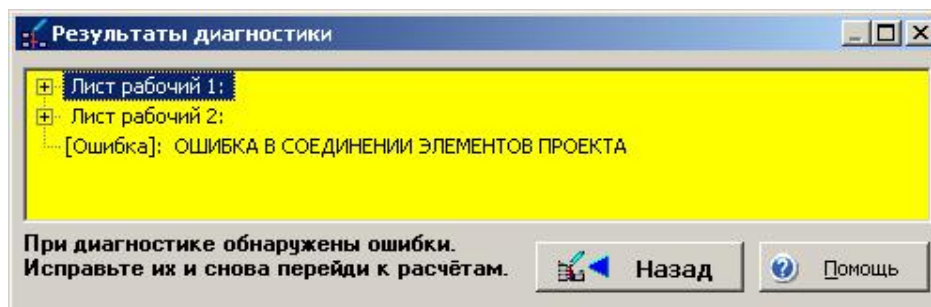 Результаты диагностики
Лист рабочий 1:
Лист рабочий 2:
[Ошибка]: ОШИБКА В СОЕДИНЕНИИ ЭЛЕМЕНТОВ ПРОЕКТА
При диагностике обнаружены ошибки.
Исправьте их и снова перейди к расчётам.
Назад
Помощь